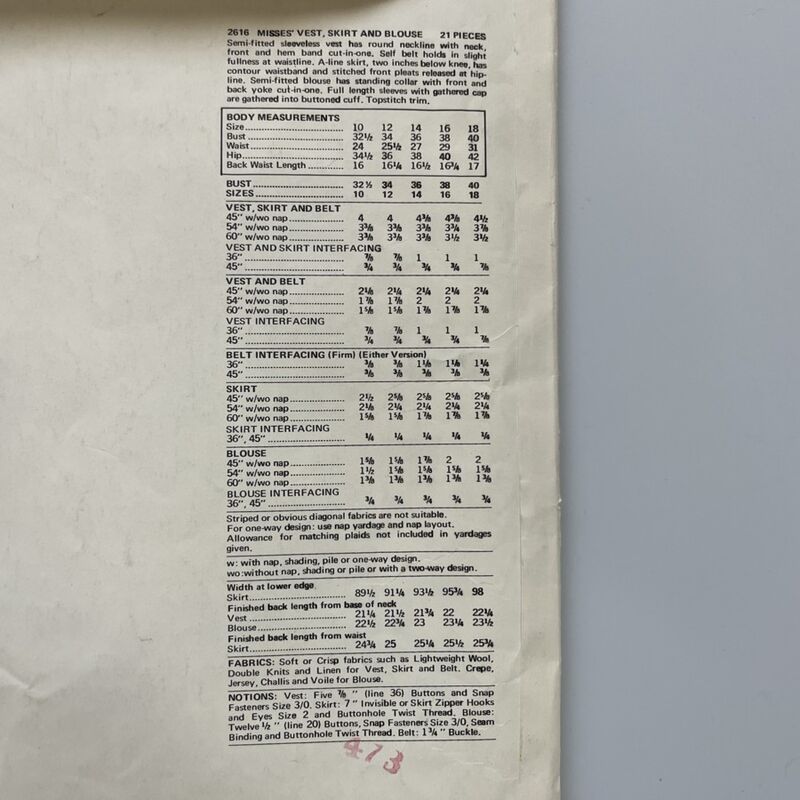 2616 MISSES' VEST, SKIRT AND BLOUSE 21 PIECES
Semi-fitted sleeveless vest has round neckline with neck,
front and hem band cut-in-one. Self belt holds in slight
fullness at waistline. A-line skirt, two inches below knee, has
contour waistband and stitched front pleats released at hip-
line. Semi-fitted blouse has standing collar with front and
back yoke cut-in-one. Full length sleeves with gathered cap
are gathered into buttoned cuff. Topstitch trim.
BODY MEASUREMENTS
Size 10 12 14 16 18
Bust 32½ 34 36 38 40
Waist 24 25½ 27 29 31
Hip 34½ 36 38 40 42
Back Waist Length 16 16¼ 16½ 16¾ 17
BUST 32½ 34 36 38 40
SIZES 10 12 14 16 18
VEST, SKIRT AND BELT
45" w/wo nap 4 4 4⅜ 4⅜ 4½
54" w/wo nap 3⅜ 3⅜ 3⅜ 3¾ 3⅞
60" w/wo nap 3⅜ 3⅜ 3⅜ 3½ 3½
VEST AND SKIRT INTERFACING
36" ⅞ ⅞ 1 1 1
45" ¾ ¾ ¾ ¾ ⅞
VEST AND BELT
45" w/wo nap 2⅛ 2¼ 2¼ 2¼ 2¼
54" w/wo nap 1⅞ 1⅞ 2 2 2
60" w/wo nap 1⅝ 1⅝ 1⅞ 1⅞ 1⅞
VEST INTERFACING
36" ⅞ ⅞ 1 1 1
45" ¾ ¾ ¾ ¾ ⅞
BELT INTERFACING (Firm) (Either Version)
36" ⅜ ⅜ 1⅛ 1⅛ 1¼
45" ⅜ ⅜ ⅜ ⅜ ⅜
SKIRT
45" w/wo nap 2½ 2⅝ 2⅝ 2⅝ 2⅝
54" w/wo nap 2⅛ 2¼ 2¼ 2¼ 2¼
60" w/wo nap 1⅝ 1⅝ 1⅞ 1⅞ 1⅞
SKIRT INTERFACING
36", 45" ¼ ¼ ¼ ¼ ¼
BLOUSE
45" w/wo nap 1⅝ 1⅝ 1⅞ 2 2
54" w/wo nap 1½ 1⅝ 1⅝ 1⅝ 1⅝
60" w/wo nap 1⅜ 1⅜ 1⅜ 1⅜ 1⅜
BLOUSE INTERFACING
36", 45" ¾ ¾ ¾ ¾ ¾
Striped or obvious diagonal fabrics are not suitable.
For one-way design: use nap yardage and nap layout.
Allowance for matching plaids not included in yardages
given.
w: with nap, shading, pile or one-way design.
wo:without nap, shading or pile or with a two-way design.
Width at lower edge
Skirt 89½ 91¼ 93½ 95¾ 98
Finished back length from base of neck
Vest 21¼ 21½ 21¾ 22 22¼
Blouse 22½ 22¾ 23 23¼ 23½
Finished back length from waist
Skirt 24¾ 25 25¼ 25½ 25¾
FABRICS: Soft or Crisp fabrics such as Lightweight Wool,
Double Knits and Linen for Vest, Skirt and Belt. Crepe,
Jersey, Challis and Voile for Blouse.
NOTIONS: Vest: Five ⅞ " (line 36) Buttons and Snap
Fasteners Size 3/0. Skirt: 7" Invisible or Skirt Zipper Hooks
and Eyes Size 2 and Buttonhole Twist Thread. Blouse:
Twelve ½ " (line 20) Buttons, Snap Fasteners Size 3/0, Seam
Binding and Buttonhole Twist Thread. Belt: 1¾ " Buckle.
473